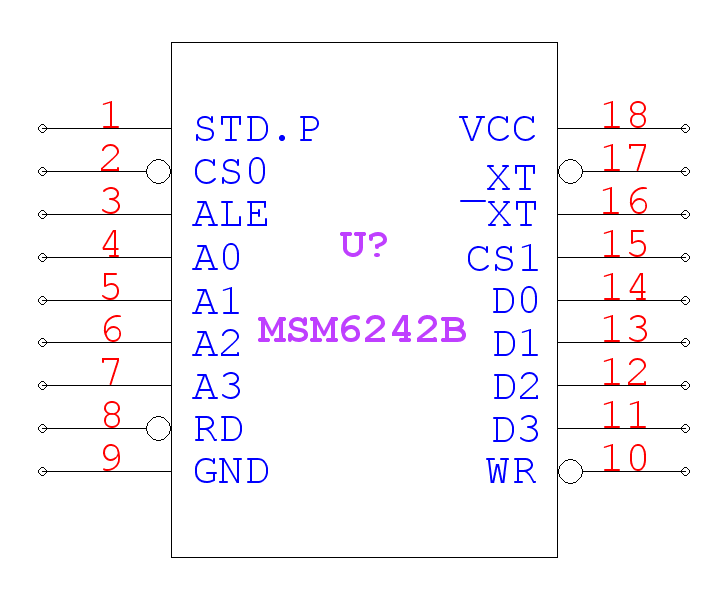 1 STD.P VCC 18
2 CS0 XT 17
3 ALE ‾XT 16
U?
4 A0 CS1 15
5 A1 D0 14
MSM6242B
6 A2 D1 13
7 A3 D2 12
8 RD D3 11
9 GND WR 10